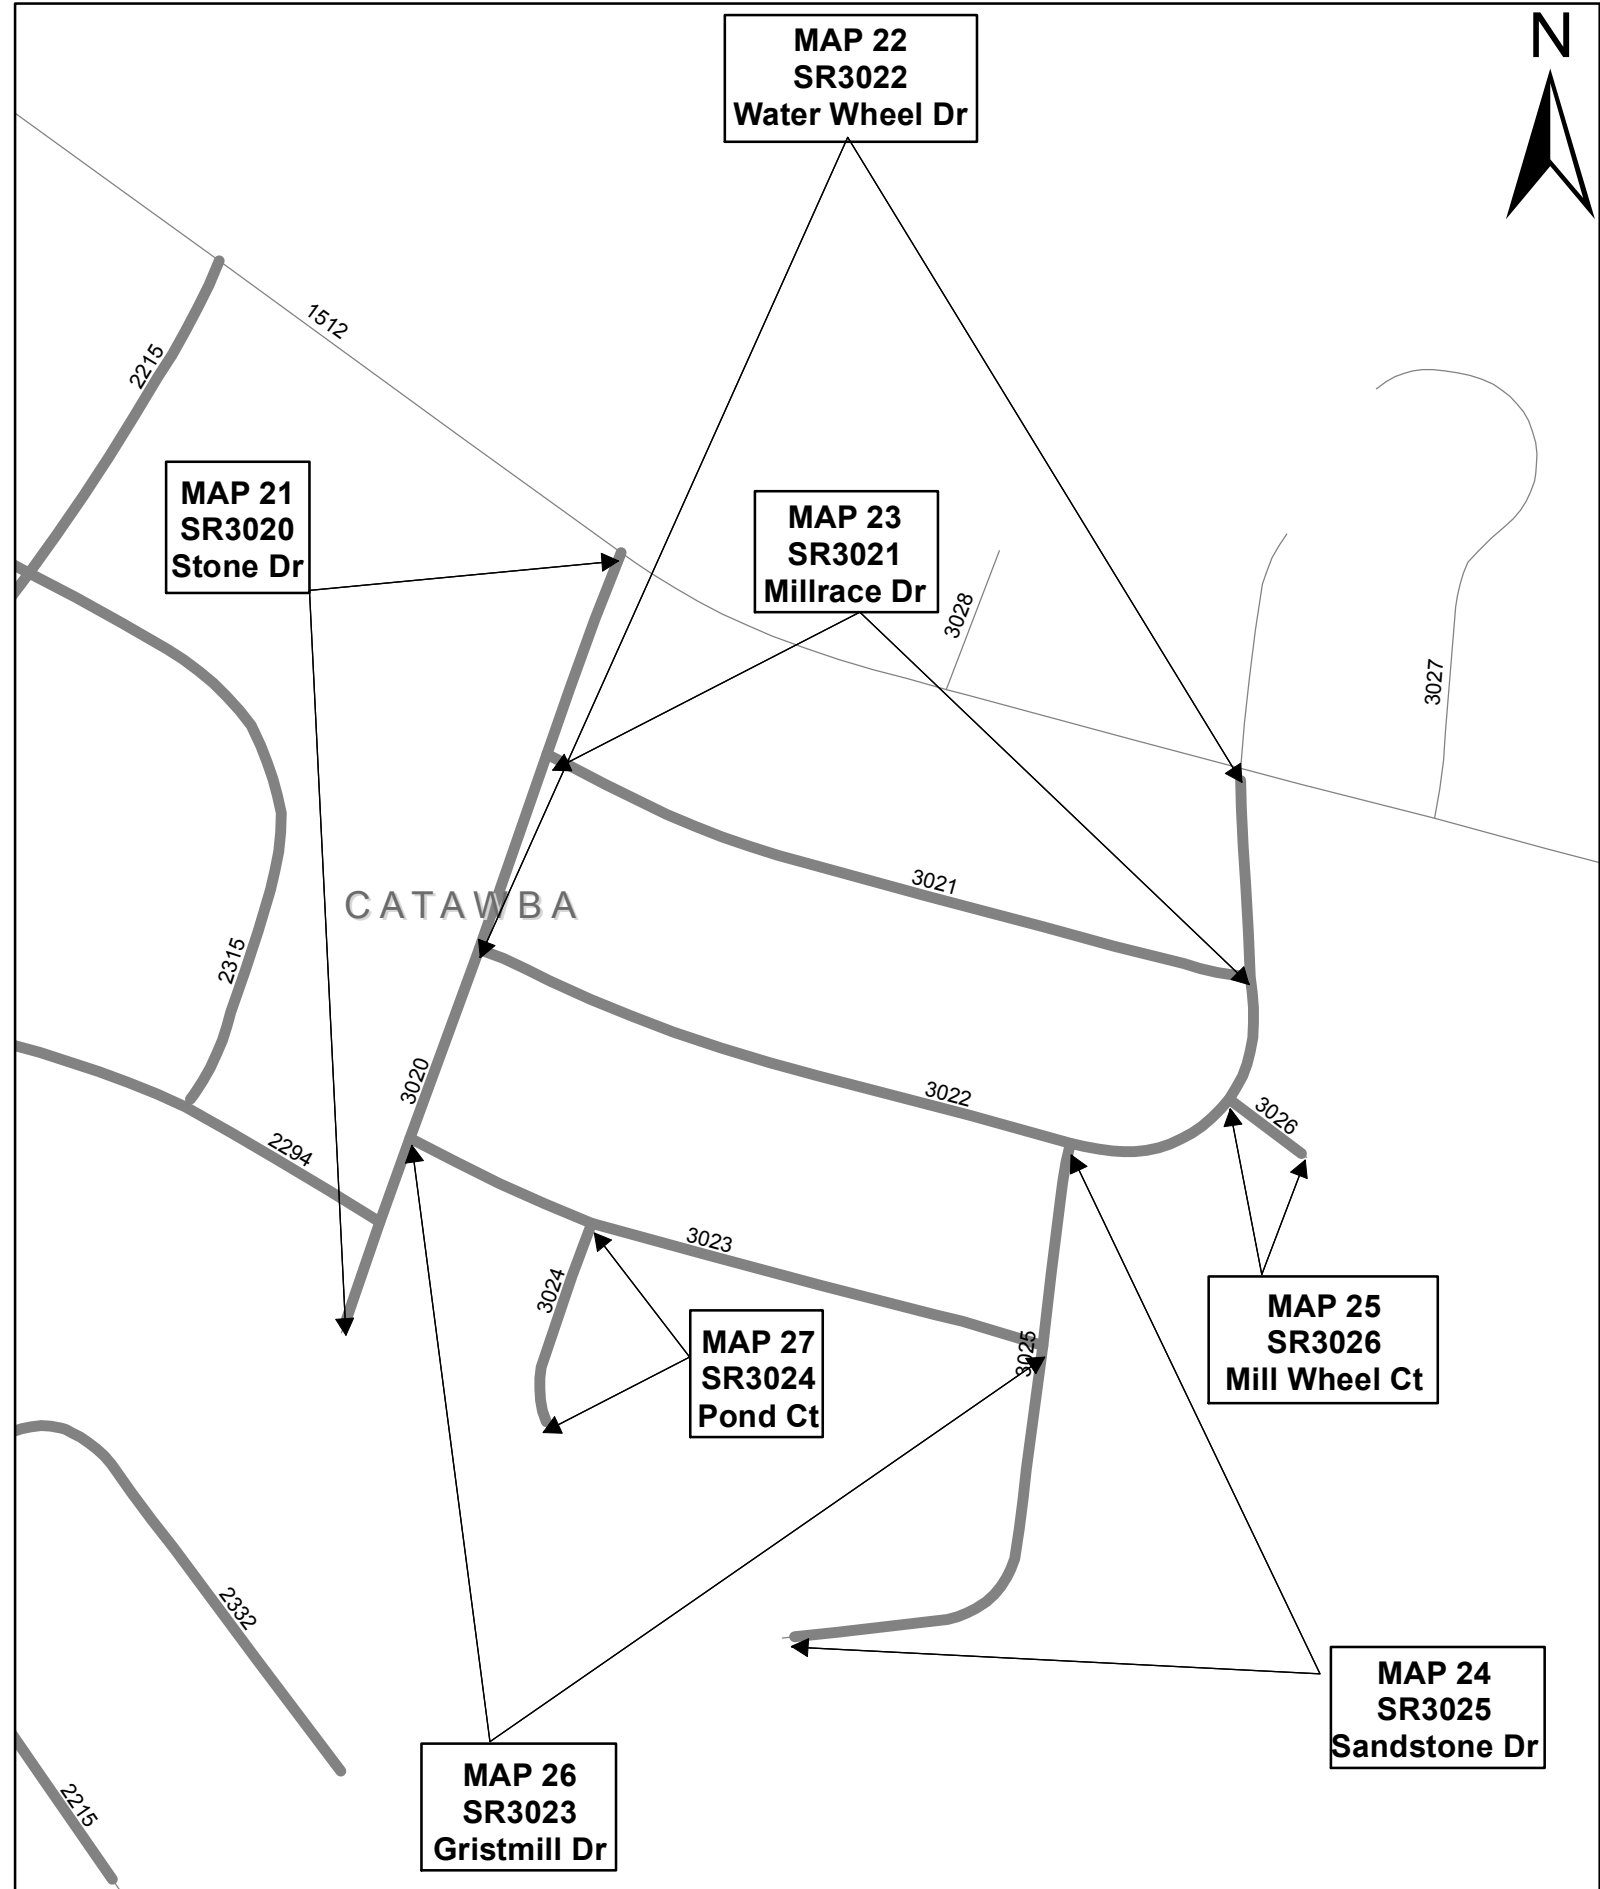 MAP 22
SR3022
Water Wheel Dr
N
1512
2215
MAP 21
SR3020
Stone Dr
MAP 23
SR3021
Millrace Dr
3028
3027
3021
CATAWBA
2315
3020
3022
3026
2294
3023
3024
3025
MAP 27
SR3024
Pond Ct
MAP 25
SR3026
Mill Wheel Ct
2332
MAP 24
SR3025
Sandstone Dr
MAP 26
SR3023
Gristmill Dr
2215